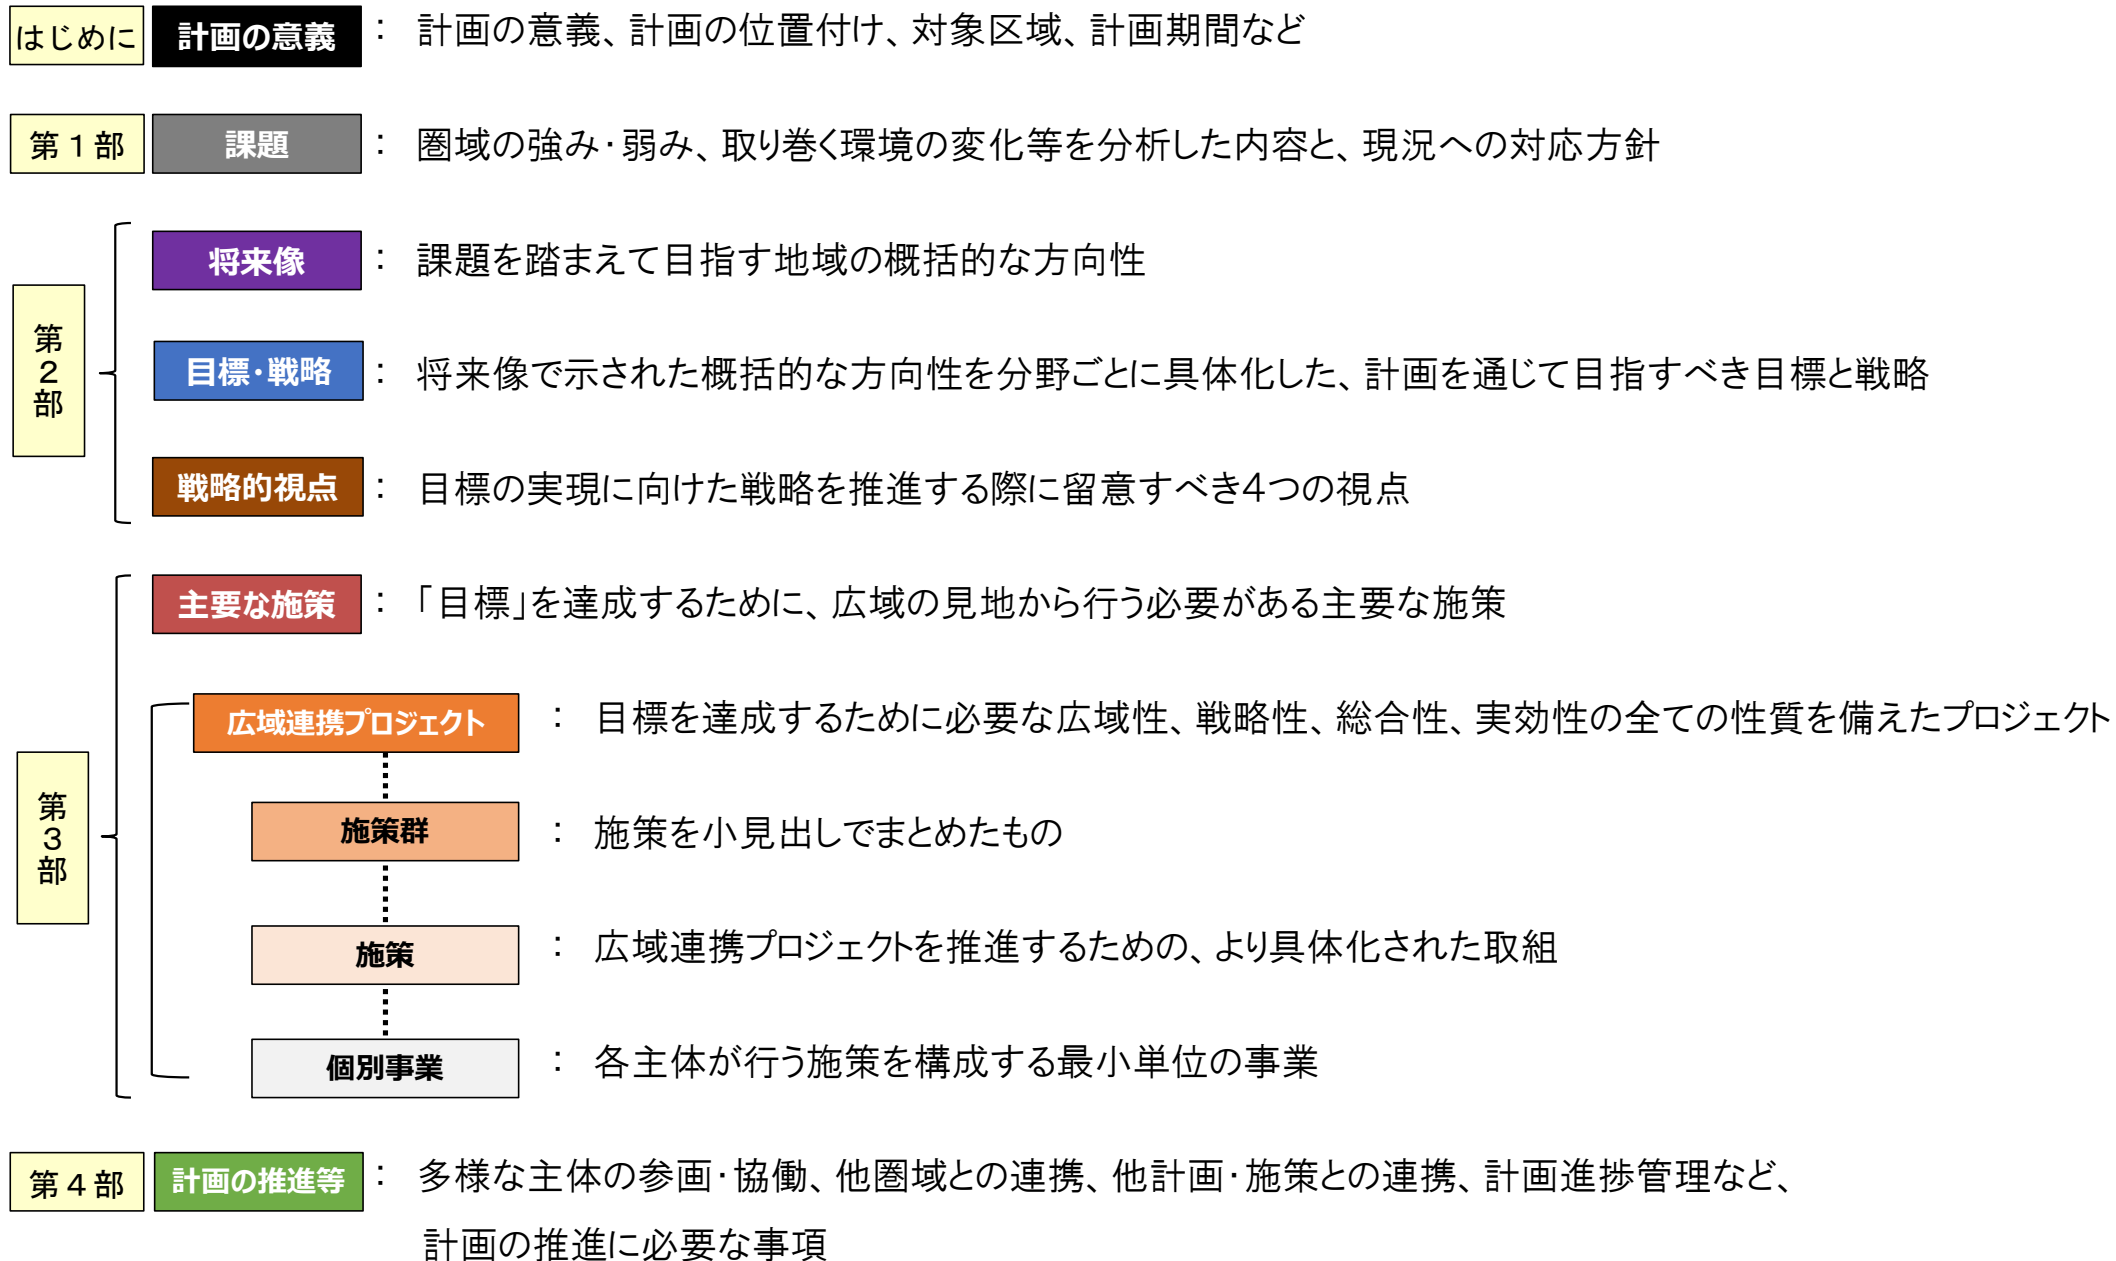 はじめに 計画の意義 : 計画の意義、計画の位置付け、対象区域、計画期間など
第1部 課題 : 圏域の強み・弱み、取り巻く環境の変化等を分析した内容と、現況への対応方針
第2部
将来像 : 課題を踏まえて目指す地域の概括的な方向性
目標・戦略 : 将来像で示された概括的な方向性を分野ごとに具体化した、計画を通じて目指すべき目標と戦略
戦略的視点 : 目標の実現に向けた戦略を推進する際に留意すべき4つの視点
第3部
主要な施策 : 「目標」を達成するために、広域の見地から行う必要がある主要な施策
広域連携プロジェクト : 目標を達成するために必要な広域性、戦略性、総合性、実効性の全ての性質を備えたプロジェクト
施策群 : 施策を小見出しでまとめたもの
施策 : 広域連携プロジェクトを推進するための、より具体化された取組
個別事業 : 各主体が行う施策を構成する最小単位の事業
第4部 計画の推進等 : 多様な主体の参画・協働、他圏域との連携、他計画・施策との連携、計画進捗管理など、
計画の推進に必要な事項